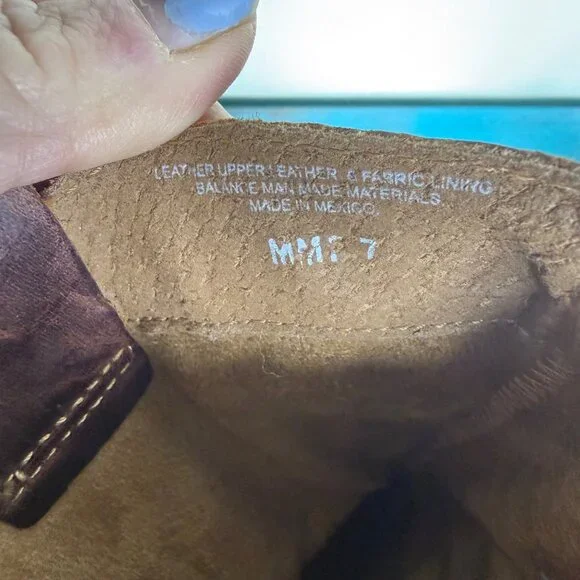 LEATHER UPPER LEATHER & FABRIC LINING
BALANCE MAN MADE MATERIALS
MADE IN MEXICO
7